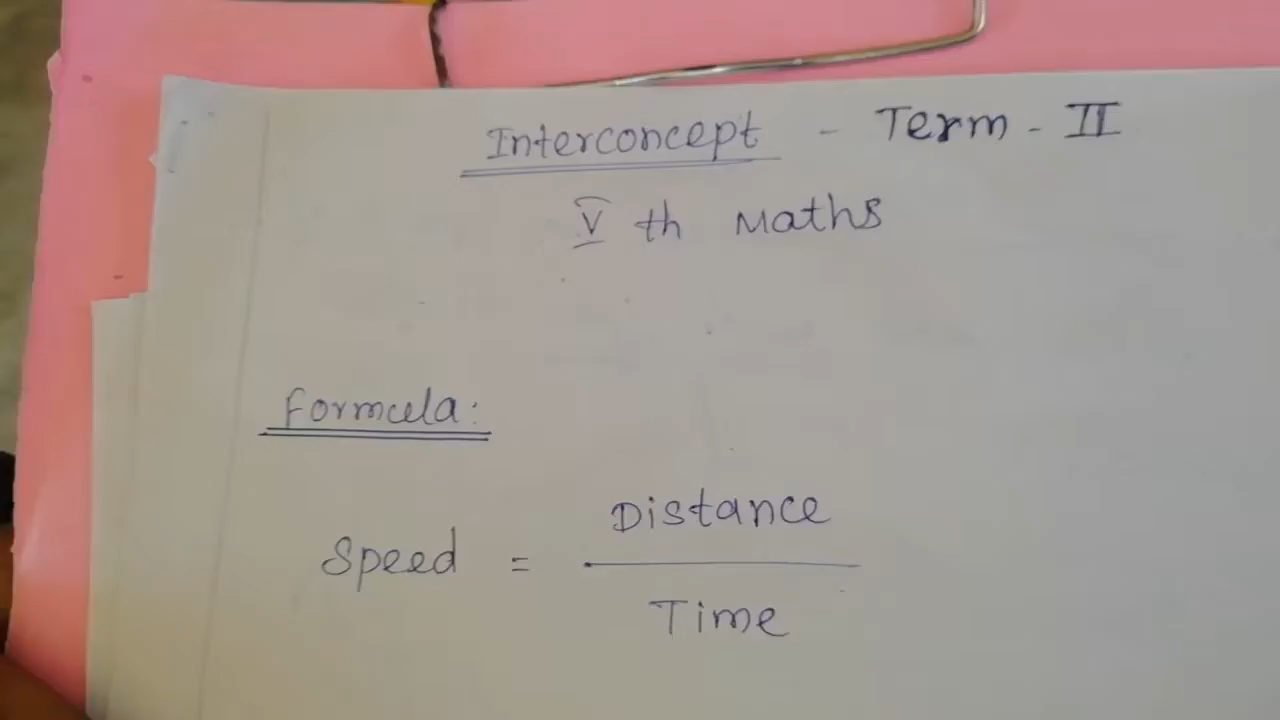 Interconcept - Term - II
V th Maths
Formula:
Speed = Distance
Time